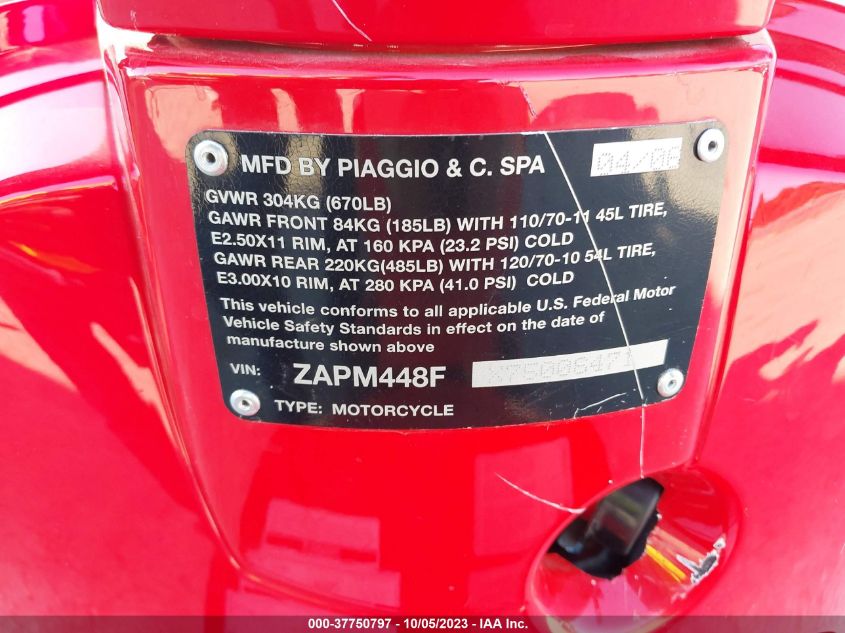 MFD BY PIAGGIO & C. SPA 04/06
GVWR 304KG (670LB)
GAWR FRONT 84KG (185LB) WITH 110/70-11 45L TIRE,
E2.50X11 RIM, AT 160 KPA (23.2 PSI) COLD
GAWR REAR 220KG(485LB) WITH 120/70-10 54L TIRE,
E3.00X10 RIM, AT 280 KPA (41.0 PSI) COLD
This vehicle conforms to all applicable U.S. Federal Motor
Vehicle Safety Standards in effect on the date of
manufacture shown above
VIN: ZAPM448F X75006471
TYPE: MOTORCYCLE
000-37750797 - 10/05/2023 - IAA Inc.